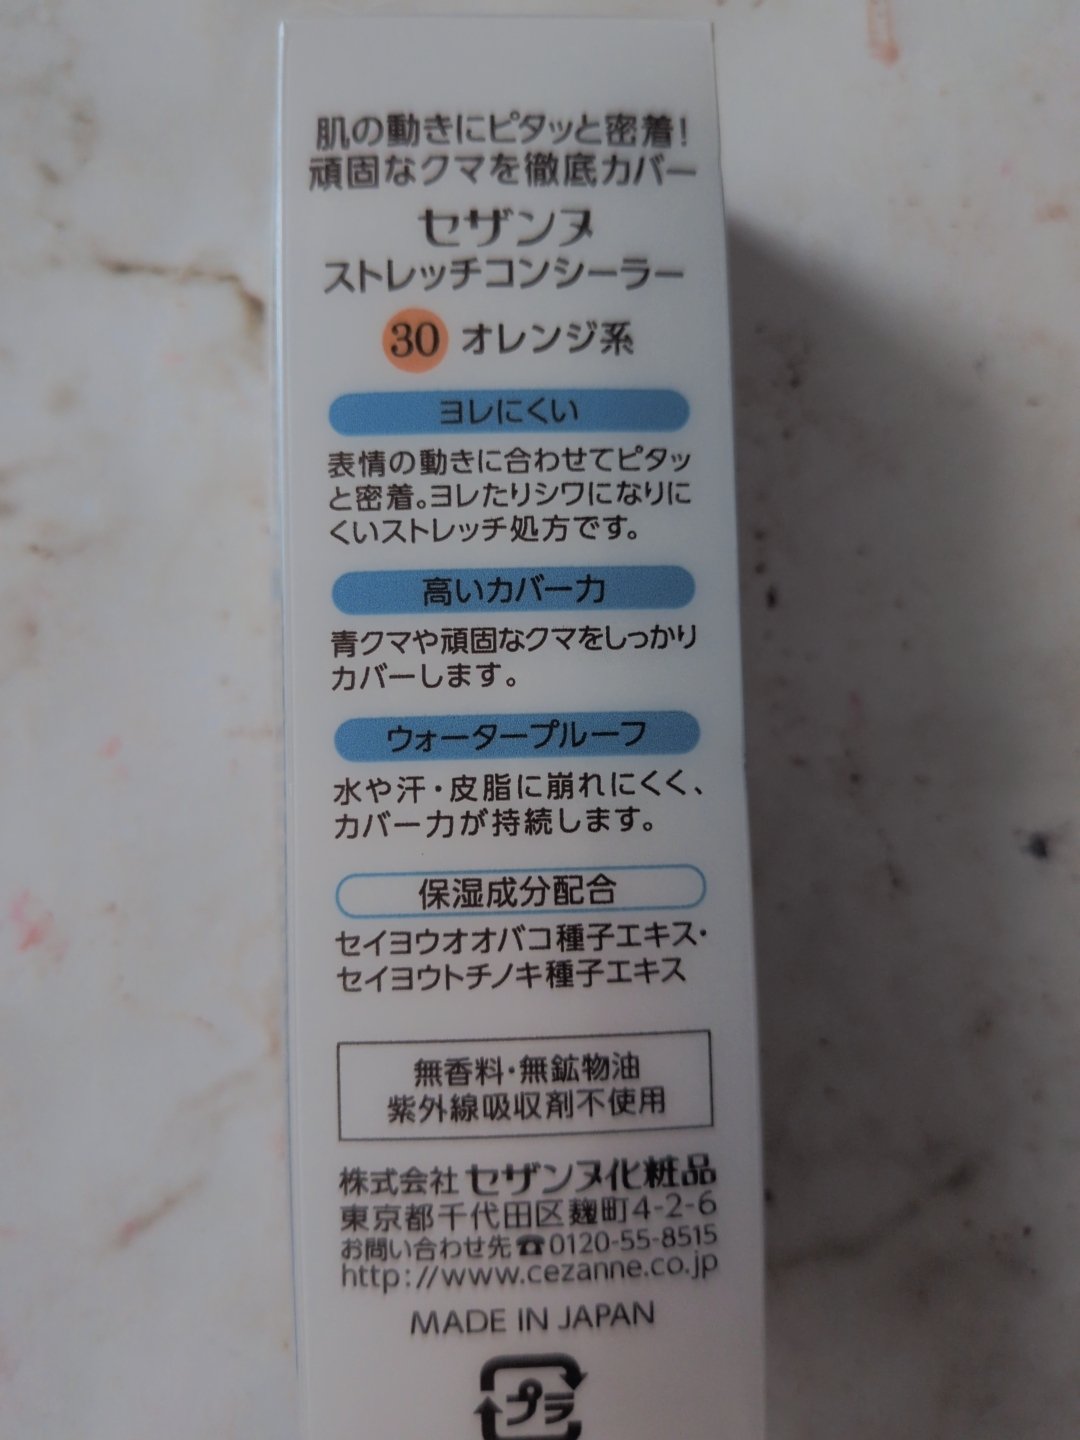 肌の動きにピタッと密着!
頑固なクマを徹底カバー
セザンヌ
ストレッチコンシーラー
30 オレンジ系
ヨレにくい
表情の動きに合わせてピタッ
と密着。ヨレたりシワになりに
くいストレッチ処方です。
高いカバー力
青クマや頑固なクマをしっかり
カバーします。
ウォータープルーフ
水や汗・皮脂に崩れにくく、
カバー力が持続します。
保湿成分配合
セイヨウオオバコ種子エキス・
セイヨウトチノキ種子エキス
無香料・無鉱物油
紫外線吸収剤不使用
株式会社 セザンヌ化粧品
東京都千代田区麹町4-2-6
お問い合わせ先☎0120-55-8515
http://www.cezanne.co.jp
MADE IN JAPAN
プラ